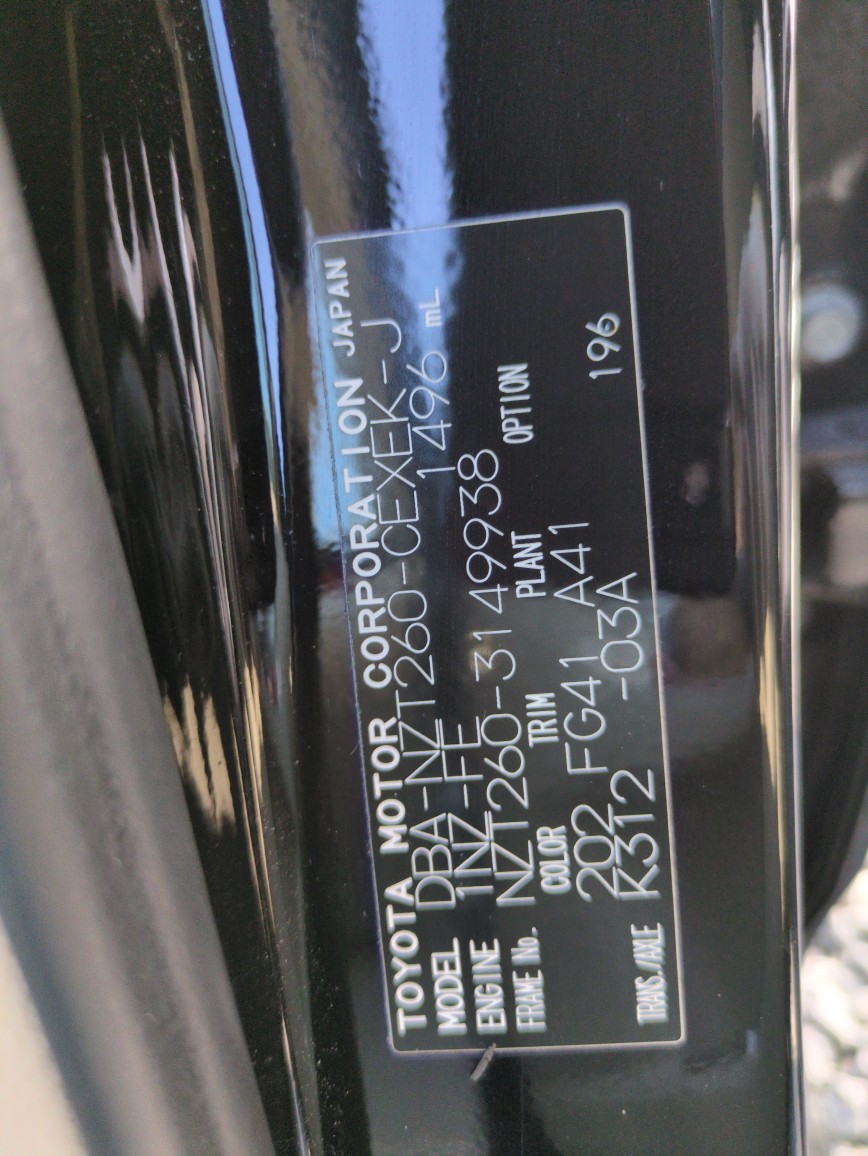 TOYOTA MOTOR CORPORATION JAPAN
MODEL DBA-NZT260-CEXEK-J
ENGINE 1NZ-FE 1496 mL
FRAME No. NZT260-3149938
COLOR TRIM PLANT OPTION
202 FG41 A41
TRANS./AXLE K312 -03A 196